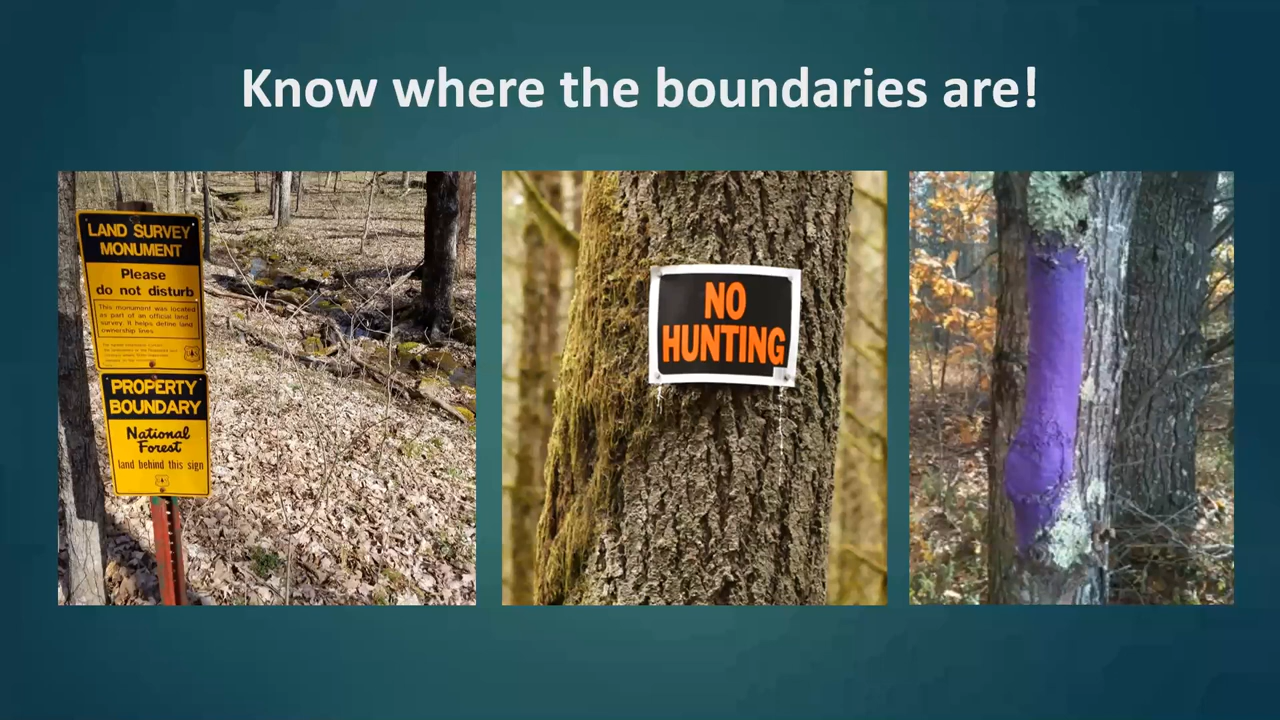 Know where the boundaries are!
LAND SURVEY
MONUMENT
Please
do not disturb
This monument was located
as part of an official land
survey. It helps define land
ownership lines.
PROPERTY
BOUNDARY
National
Forest
land behind this sign
NO
HUNTING